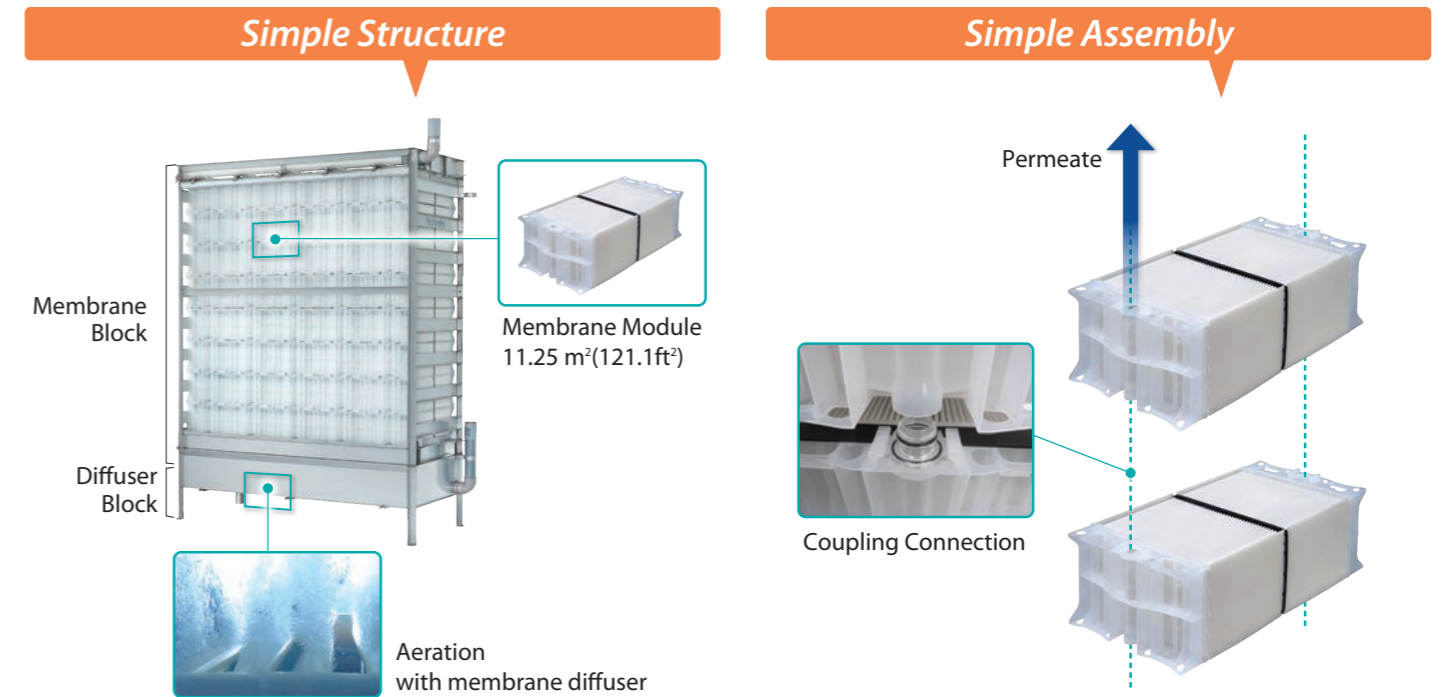 Simple Structure
Membrane
Block
Diffuser
Block
Membrane Module
11.25 m²(121.1ft²)
Aeration
with membrane diffuser
Simple Assembly
Permeate
Coupling Connection